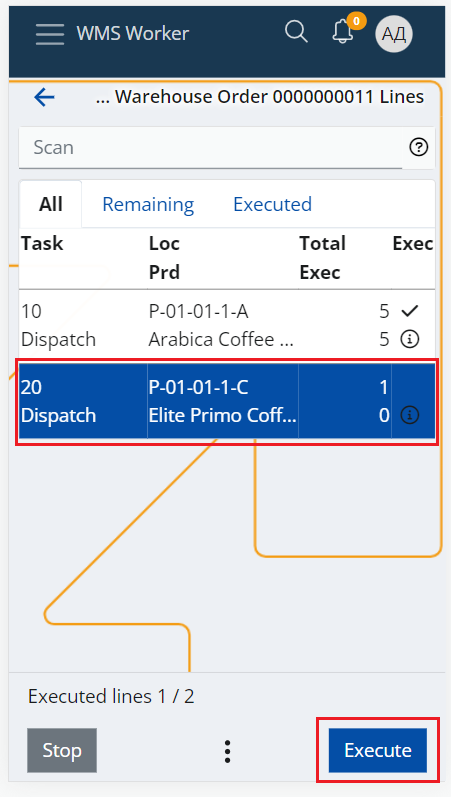 WMS Worker
0
АД
... Warehouse Order 0000000011 Lines
Scan
All Remaining Executed
Task Loc Total Exec
Prd Exec
10 P-01-01-1-A 5
Dispatch Arabica Coffee ... 5
20 P-01-01-1-C 1
Dispatch Elite Primo Coff... 0
Executed lines 1 / 2
Stop Execute